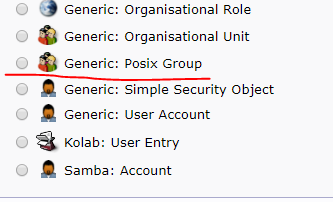 Generic: Organisational Role
Generic: Organisational Unit
Generic: Posix Group
Generic: Simple Security Object
Generic: User Account
Kolab: User Entry
Samba: Account